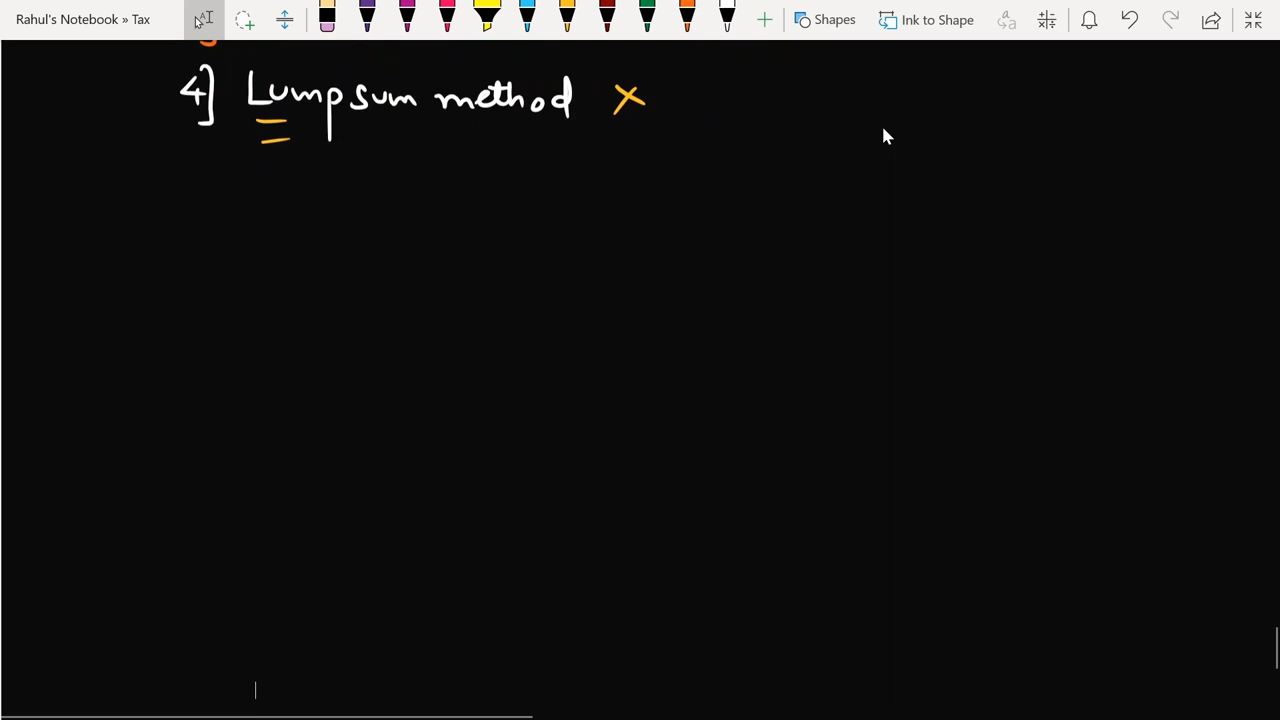 Rahul's Notebook » Tax
Shapes
Ink to Shape
4] Lumpsum method ×